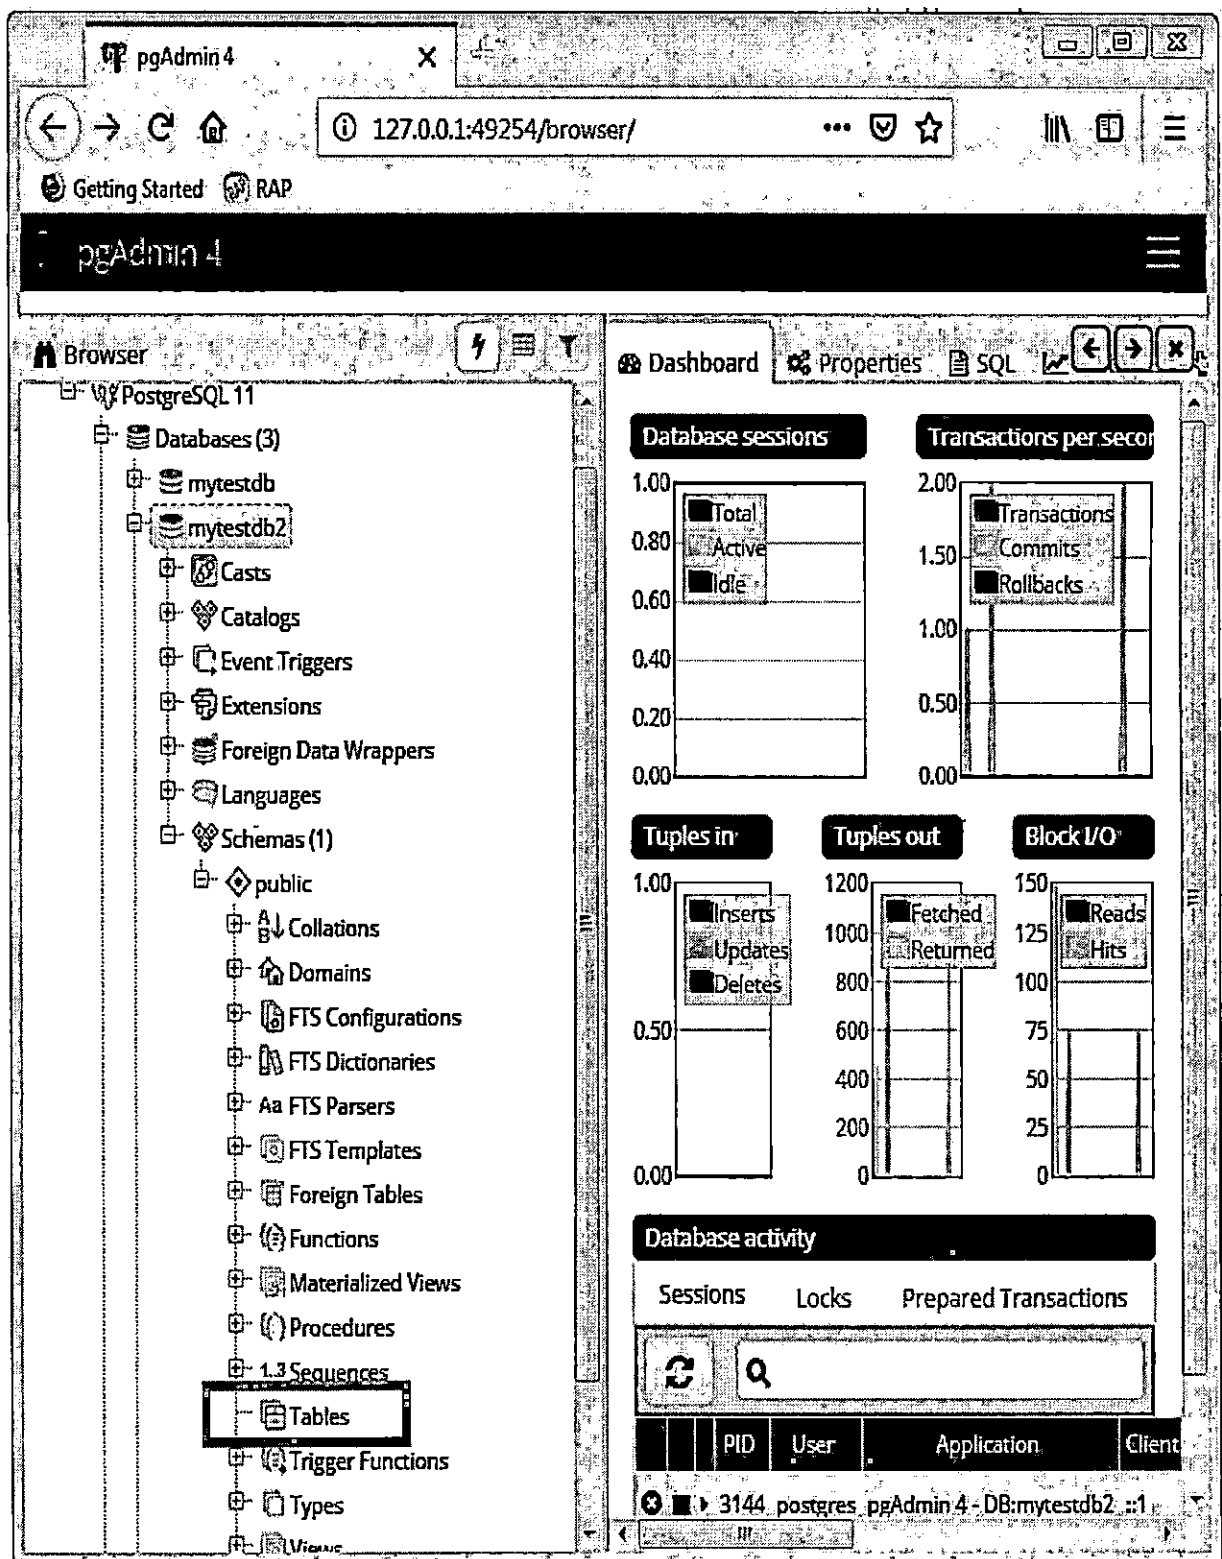 pgAdmin 4
127.0.0.1:49254/browser/
Getting Started RAP
pgAdmin 4
Browser
PostgreSQL 11
Databases (3)
mytestdb
mytestdb2
Casts
Catalogs
Event Triggers
Extensions
Foreign Data Wrappers
Languages
Schemas (1)
public
Collations
Domains
FTS Configurations
FTS Dictionaries
Aa FTS Parsers
FTS Templates
Foreign Tables
Functions
Materialized Views
Procedures
1.3 Sequences
Tables
Trigger Functions
Types
Views
Dashboard Properties SQL
Database sessions
1.00
0.80
0.60
0.40
0.20
0.00
Total
Active
Idle
Transactions per secon
2.00
1.50
1.00
0.50
0.00
Transactions
Commits
Rollbacks
Tuples in
1.00
0.50
0.00
Inserts
Updates
Deletes
Tuples out
1200
1000
800
600
400
200
0
Fetched
Returned
Block I/O
150
125
100
75
50
25
0
Reads
Hits
Database activity
Sessions Locks Prepared Transactions
PID User Application Client
3144 postgres pgAdmin 4 - DB:mytestdb2 ::1